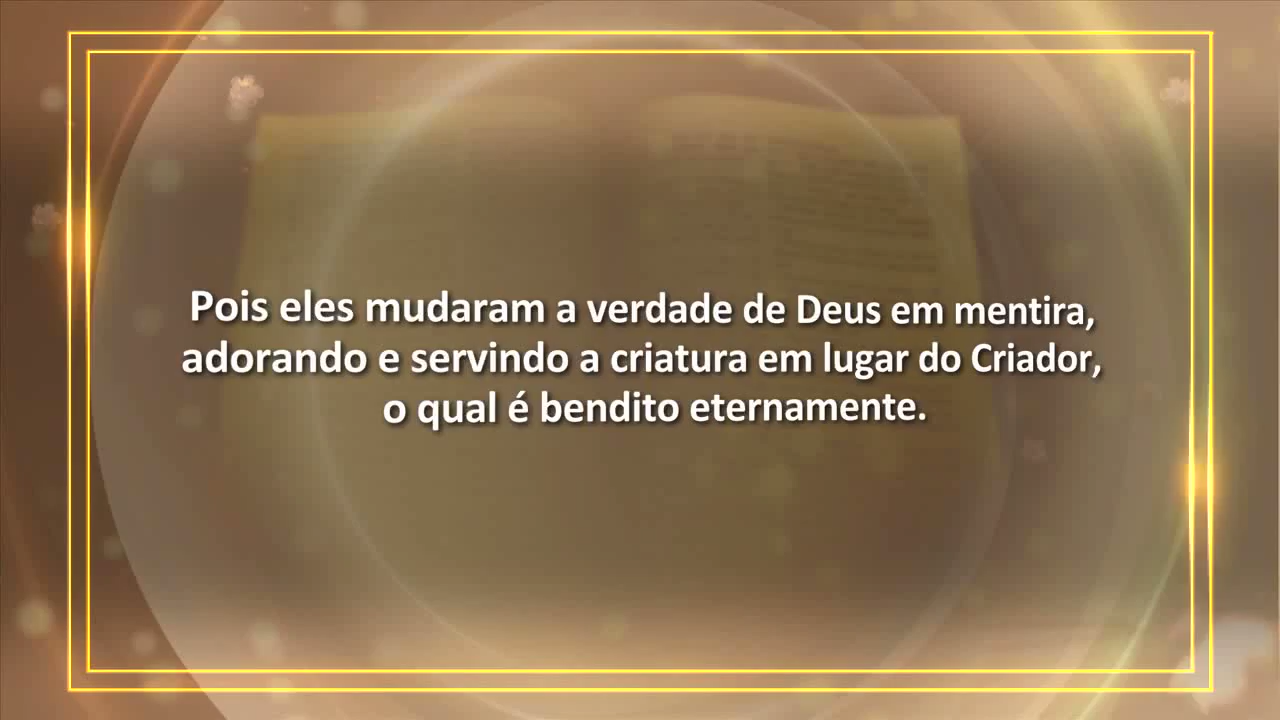 Pois eles mudaram a verdade de Deus em mentira,
adorando e servindo a criatura em lugar do Criador,
o qual é bendito eternamente.